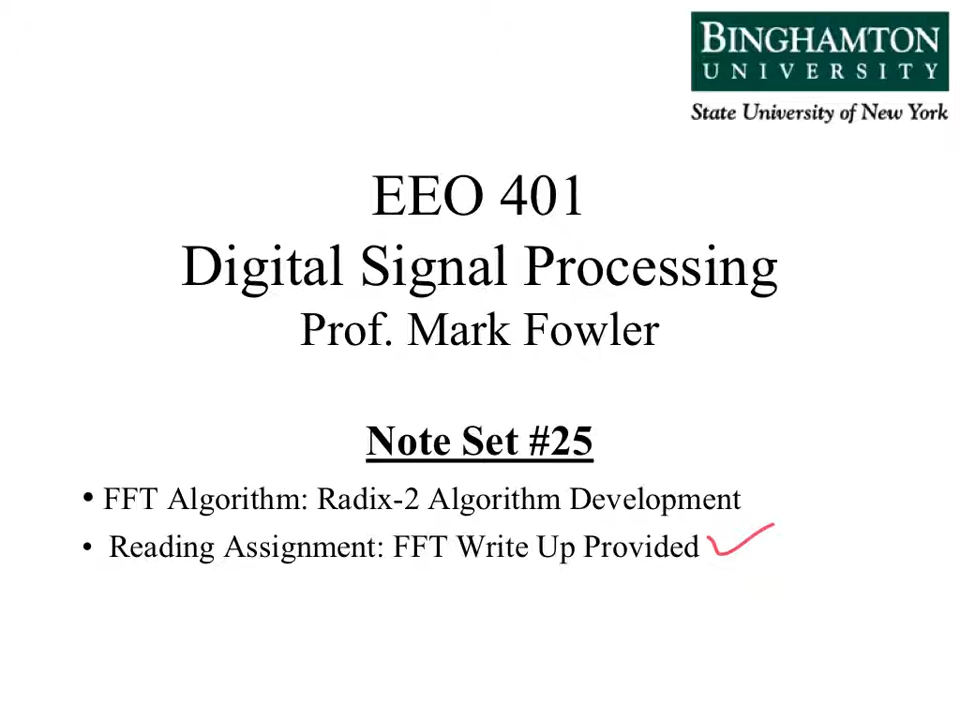 BINGHAMTON
UNIVERSITY
State University of New York
EEO 401
Digital Signal Processing
Prof. Mark Fowler
Note Set #25
• FFT Algorithm: Radix-2 Algorithm Development
• Reading Assignment: FFT Write Up Provided